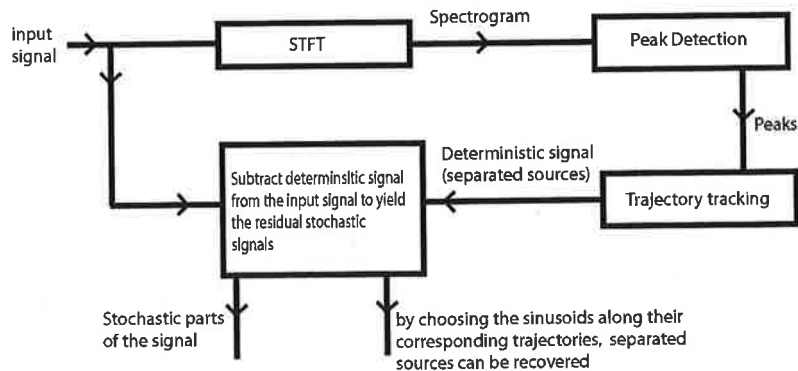 input
signal
STFT
Spectrogram
Peak Detection
Peaks
Trajectory tracking
Deterministic signal
(separated sources)
Subtract determinsltic signal
from the input signal to yield
the residual stochastic
signals
Stochastic parts
of the signal
by choosing the sinusoids along their
corresponding trajectories, separated
sources can be recovered